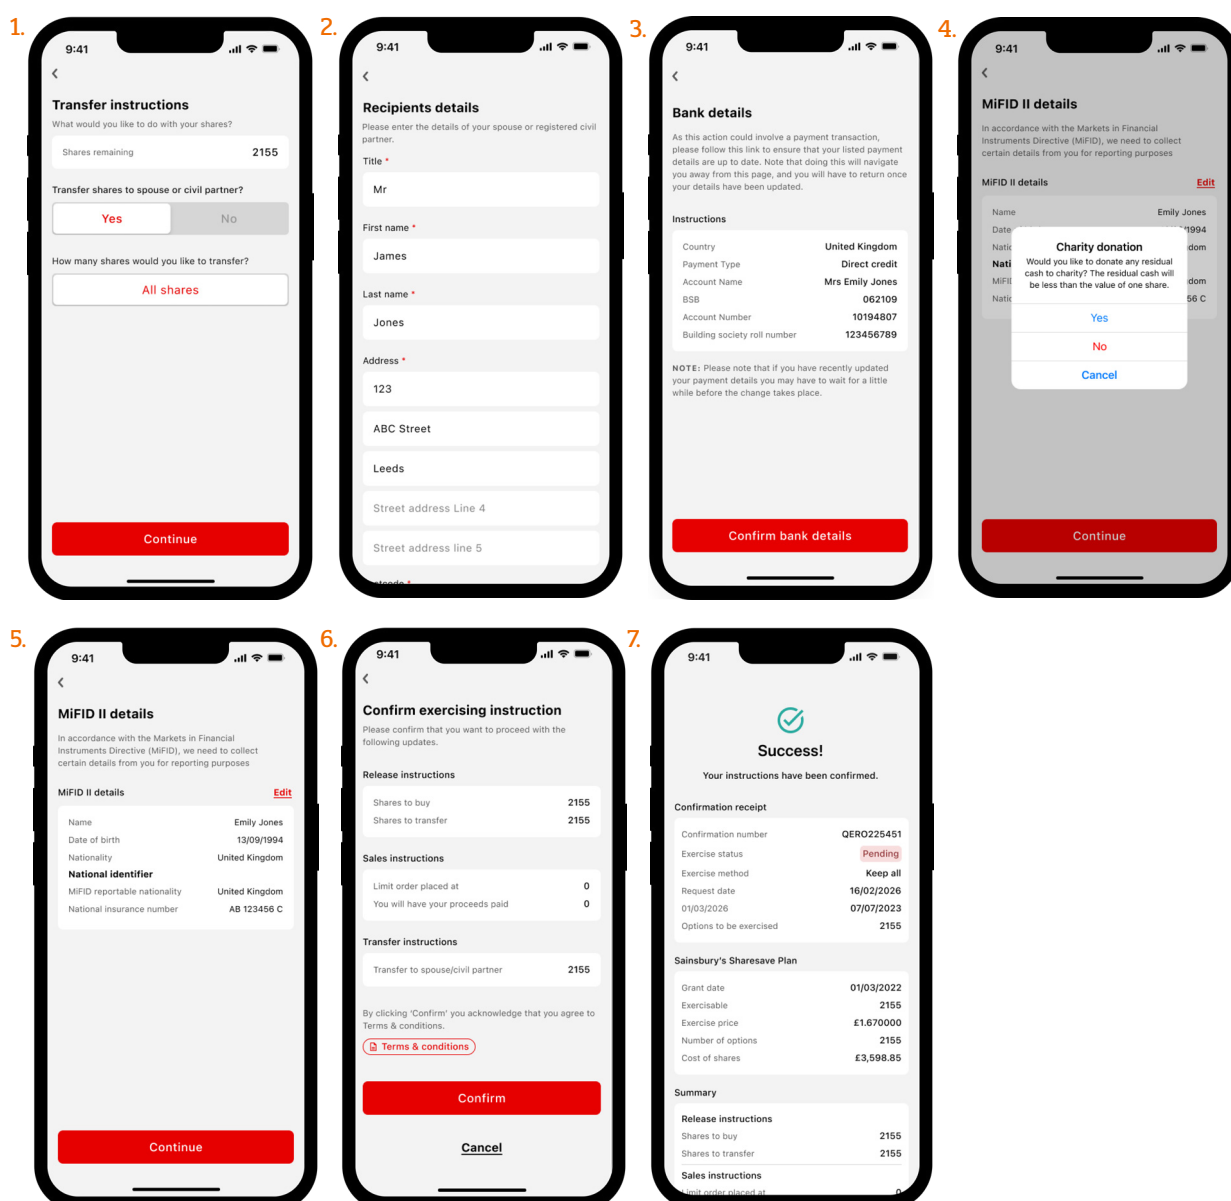 1.
9:41
Transfer instructions
What would you like to do with your shares?
Shares remaining 2155
Transfer shares to spouse or civil partner?
Yes No
How many shares would you like to transfer?
All shares
Continue
2.
9:41
Recipients details
Please enter the details of your spouse or registered civil
partner.
Title *
Mr
First name *
James
Last name *
Jones
Address *
123
ABC Street
Leeds
Street address Line 4
Street address line 5
3.
9:41
Bank details
As this action could involve a payment transaction,
please follow this link to ensure that your listed payment
details are up to date. Note that doing this will navigate
you away from this page, and you will have to return once
your details have been updated.
Instructions
Country United Kingdom
Payment Type Direct credit
Account Name Mrs Emily Jones
BSB 062109
Account Number 10194807
Building society roll number 123456789
NOTE: Please note that if you have recently updated
your payment details you may have to wait for a little
while before the change takes place.
Confirm bank details
4.
9:41
MiFID II details
In accordance with the Markets in Financial
Instruments Directive (MiFID), we need to collect
certain details from you for reporting purposes
MiFID II details Edit
Name Emily Jones
Date 1994
Charity donation
Would you like to donate any residual
cash to charity? The residual cash will
be less than the value of one share.
Yes
No
Cancel
56 C
Continue
5.
9:41
MiFID II details
In accordance with the Markets in Financial
Instruments Directive (MiFID), we need to collect
certain details from you for reporting purposes
MiFID II details Edit
Name Emily Jones
Date of birth 13/09/1994
Nationality United Kingdom
National identifier
MiFID reportable nationality United Kingdom
National insurance number AB 123456 C
Continue
6.
9:41
Confirm exercising instruction
Please confirm that you want to proceed with the
following updates.
Release instructions
Shares to buy 2155
Shares to transfer 2155
Sales instructions
Limit order placed at 0
You will have your proceeds paid 0
Transfer instructions
Transfer to spouse/civil partner 2155
By clicking 'Confirm' you acknowledge that you agree to
Terms & conditions.
Terms & conditions
Confirm
Cancel
7.
9:41
Success!
Your instructions have been confirmed.
Confirmation receipt
Confirmation number QERO225451
Exercise status Pending
Exercise method Keep all
Request date 16/02/2026
01/03/2026 07/07/2023
Options to be exercised 2155
Sainsbury's Sharesave Plan
Grant date 01/03/2022
Exercisable 2155
Exercise price £1.670000
Number of options 2155
Cost of shares £3,598.85
Summary
Release instructions
Shares to buy 2155
Shares to transfer 2155
Sales instructions
Limit order placed at 0